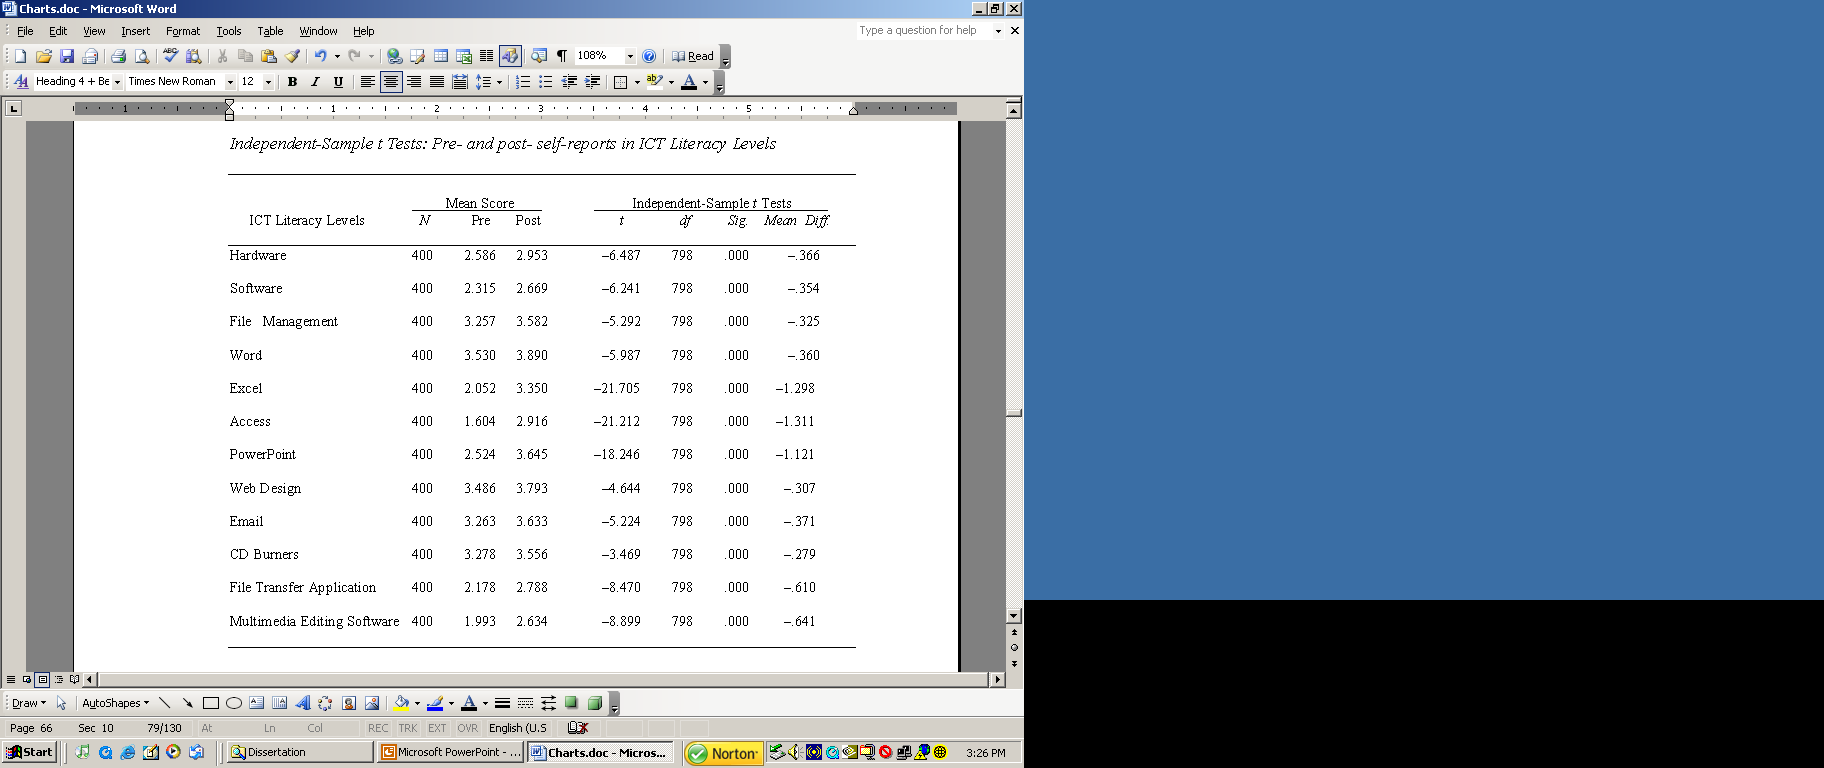 Charts.doc - Microsoft Word
File Edit View Insert Format Tools Table Window Help Type a question for help
108% Read
Heading 4 + Be Times New Roman 12 B I U
1 1 2 3 4 5
Independent-Sample t Tests: Pre- and post- self-reports in ICT Literacy Levels
Mean Score Independent-Sample t Tests
ICT Literacy Levels N Pre Post t df Sig. Mean Diff.
Hardware 400 2.586 2.953 –6.487 798 .000 –.366
Software 400 2.315 2.669 –6.241 798 .000 –.354
File Management 400 3.257 3.582 –5.292 798 .000 –.325
Word 400 3.530 3.890 –5.987 798 .000 –.360
Excel 400 2.052 3.350 –21.705 798 .000 –1.298
Access 400 1.604 2.916 –21.212 798 .000 –1.311
PowerPoint 400 2.524 3.645 –18.246 798 .000 –1.121
Web Design 400 3.486 3.793 –4.644 798 .000 –.307
Email 400 3.263 3.633 –5.224 798 .000 –.371
CD Burners 400 3.278 3.556 –3.469 798 .000 –.279
File Transfer Application 400 2.178 2.788 –8.470 798 .000 –.610
Multimedia Editing Software 400 1.993 2.634 –8.899 798 .000 –.641
Draw AutoShapes
Page 66 Sec 10 79/130 At Ln Col REC TRK EXT OVR English (U.S
Start Dissertation Microsoft PowerPoint - ... Charts.doc - Micros... Norton 3:26 PM